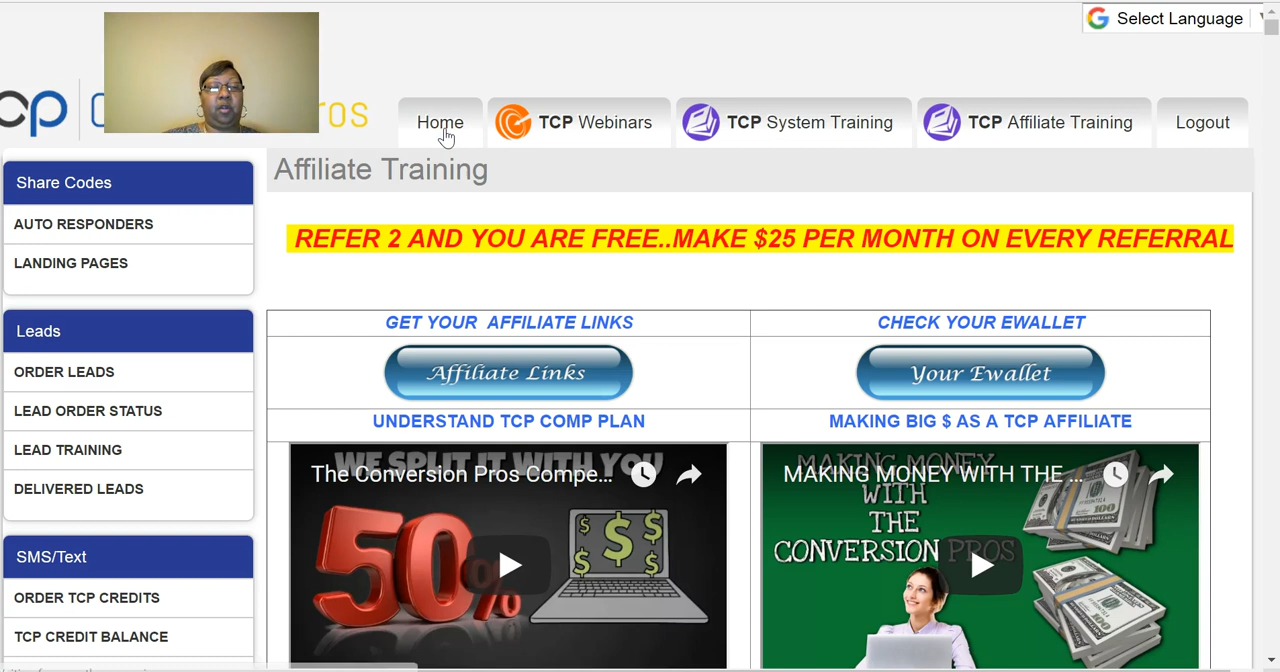 Select Language
cp
ros
Home
TCP Webinars
TCP System Training
TCP Affiliate Training
Logout
Share Codes
AUTO RESPONDERS
LANDING PAGES
Leads
ORDER LEADS
LEAD ORDER STATUS
LEAD TRAINING
DELIVERED LEADS
SMS/Text
ORDER TCP CREDITS
TCP CREDIT BALANCE
Affiliate Training
REFER 2 AND YOU ARE FREE..MAKE $25 PER MONTH ON EVERY REFERRAL
GET YOUR AFFILIATE LINKS
CHECK YOUR EWALLET
Affiliate Links
Your Ewallet
UNDERSTAND TCP COMP PLAN
MAKING BIG $ AS A TCP AFFILIATE
WE SPLIT IT WITH YOU
The Conversion Pros Compe...
50%
MAKING MONEY WITH THE ...
MAKING MONEY
WITH
THE
CONVERSION PROS